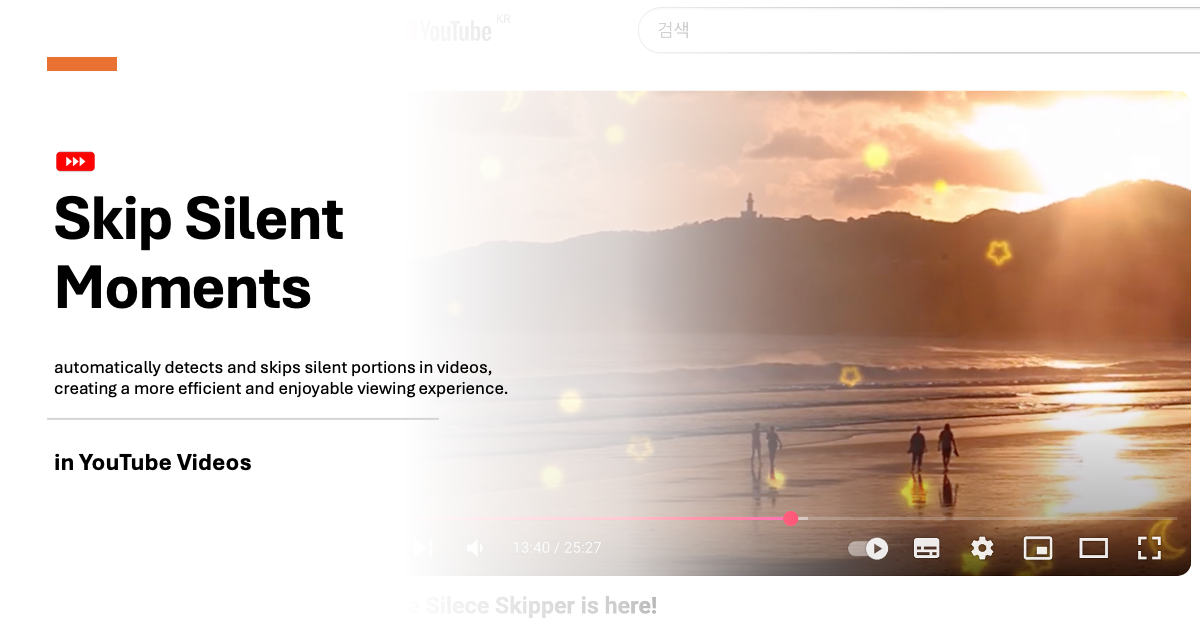 YouTube KR
검색
Skip Silent
Moments
automatically detects and skips silent portions in videos,
creating a more efficient and enjoyable viewing experience.
in YouTube Videos
13:40 / 25:27
Silece Skipper is here!